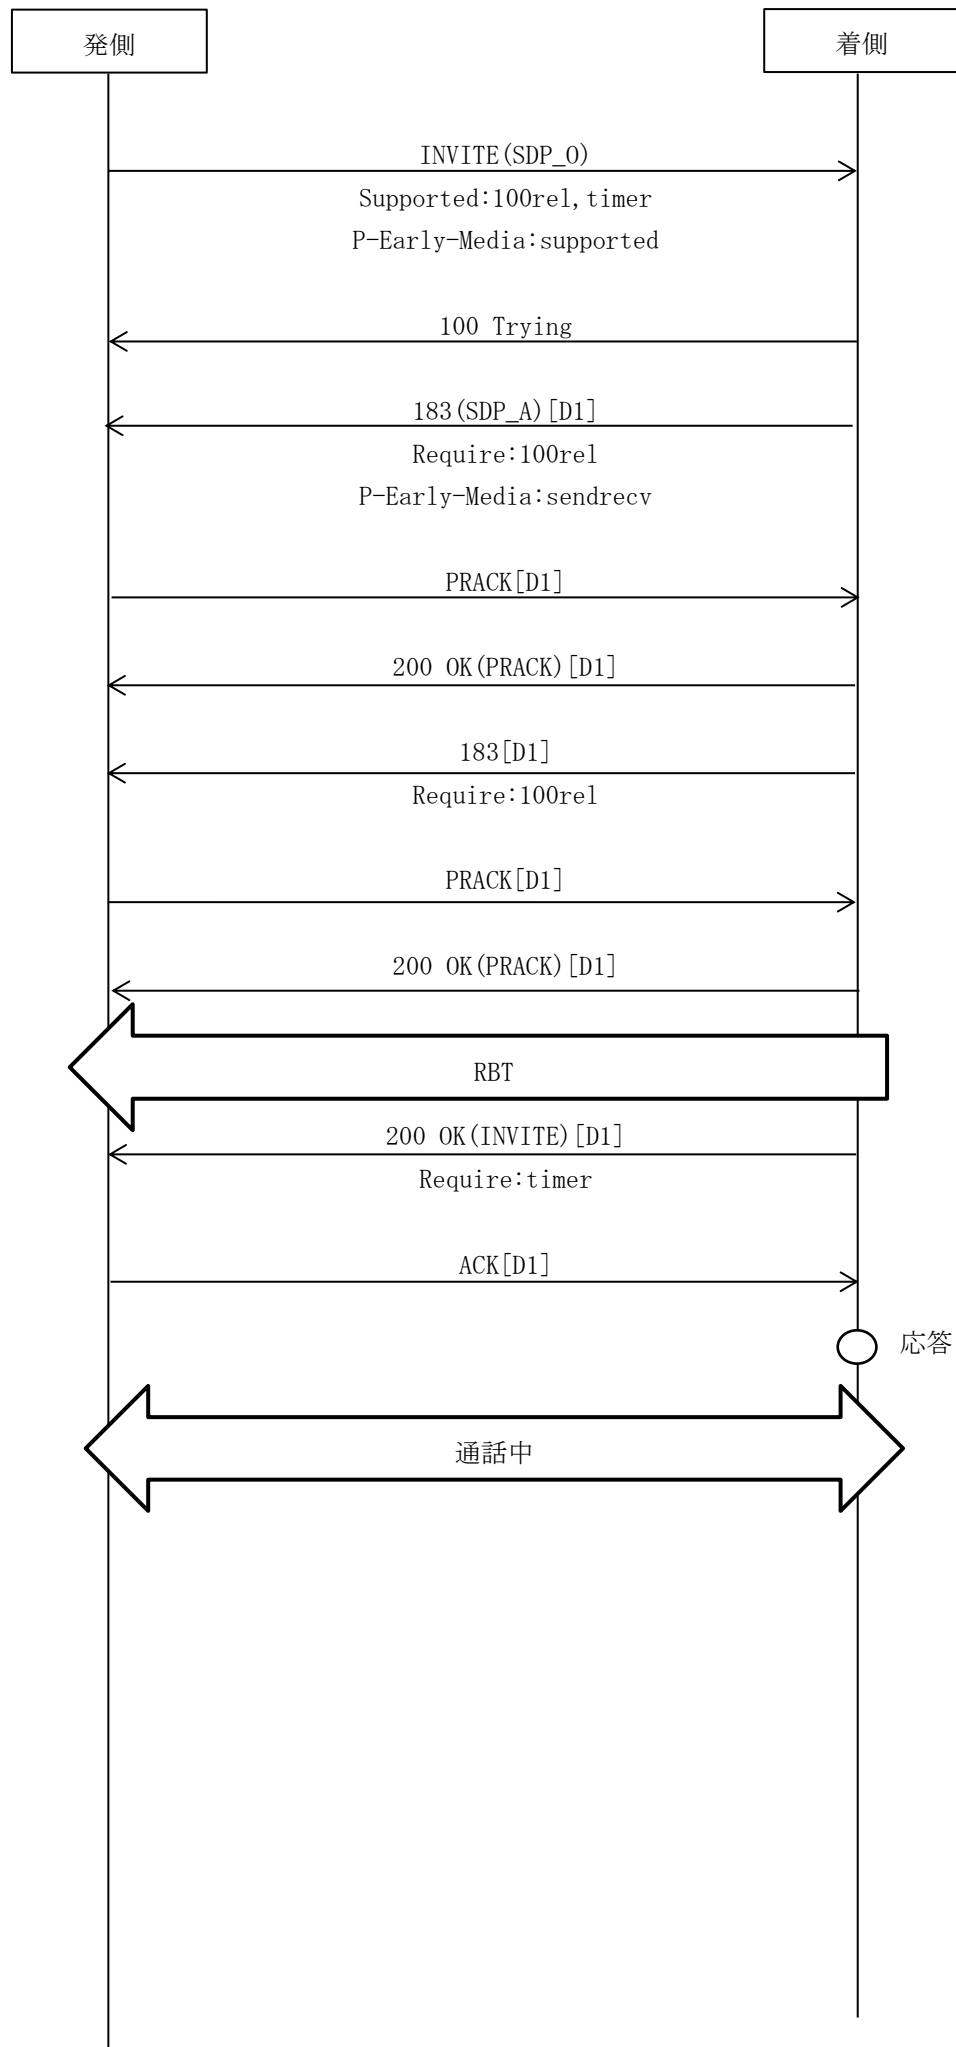 発側
着側
INVITE(SDP_O)
Supported:100rel,timer
P-Early-Media:supported
100 Trying
183(SDP_A)[D1]
Require:100rel
P-Early-Media:sendrecv
PRACK[D1]
200 OK(PRACK)[D1]
183[D1]
Require:100rel
PRACK[D1]
200 OK(PRACK)[D1]
RBT
200 OK(INVITE)[D1]
Require:timer
ACK[D1]
応答
通話中